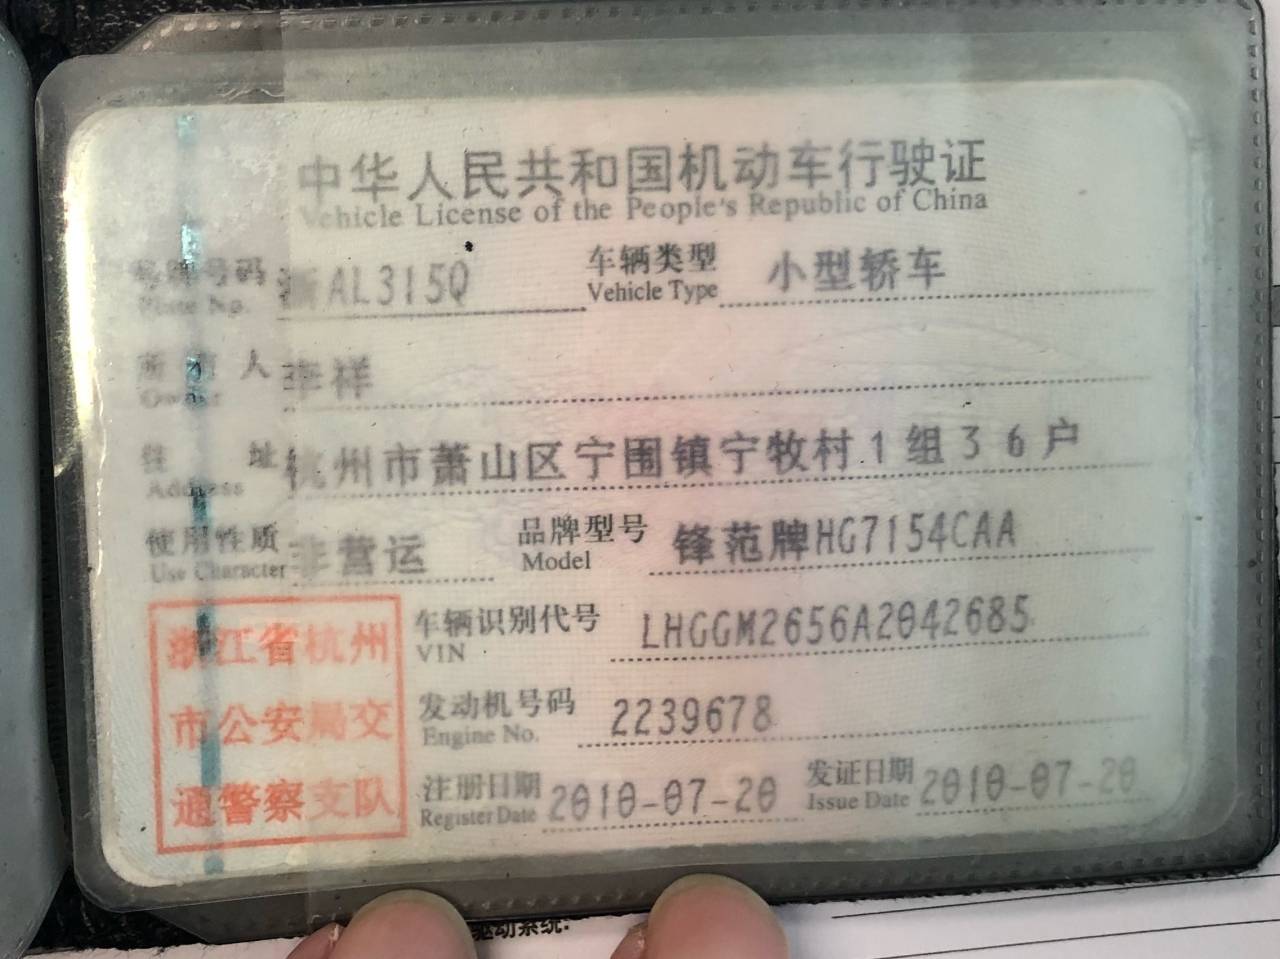 中华人民共和国机动车行驶证
Vehicle License of the People's Republic of China
号牌号码 浙AL315Q 车辆类型 小型轿车
Plate No. Vehicle Type
所有人 李祥
Owner
住址 杭州市萧山区宁围镇宁牧村1组36户
Address
使用性质 非营运 品牌型号 锋范牌HG7154CAA
Use Character Model
浙江省杭州
市公安局交
通警察支队
车辆识别代号 LHGGM2656A2042685
VIN
发动机号码 2239678
Engine No.
注册日期 2010-07-20 发证日期 2010-07-20
Register Date Issue Date
驱动系统: